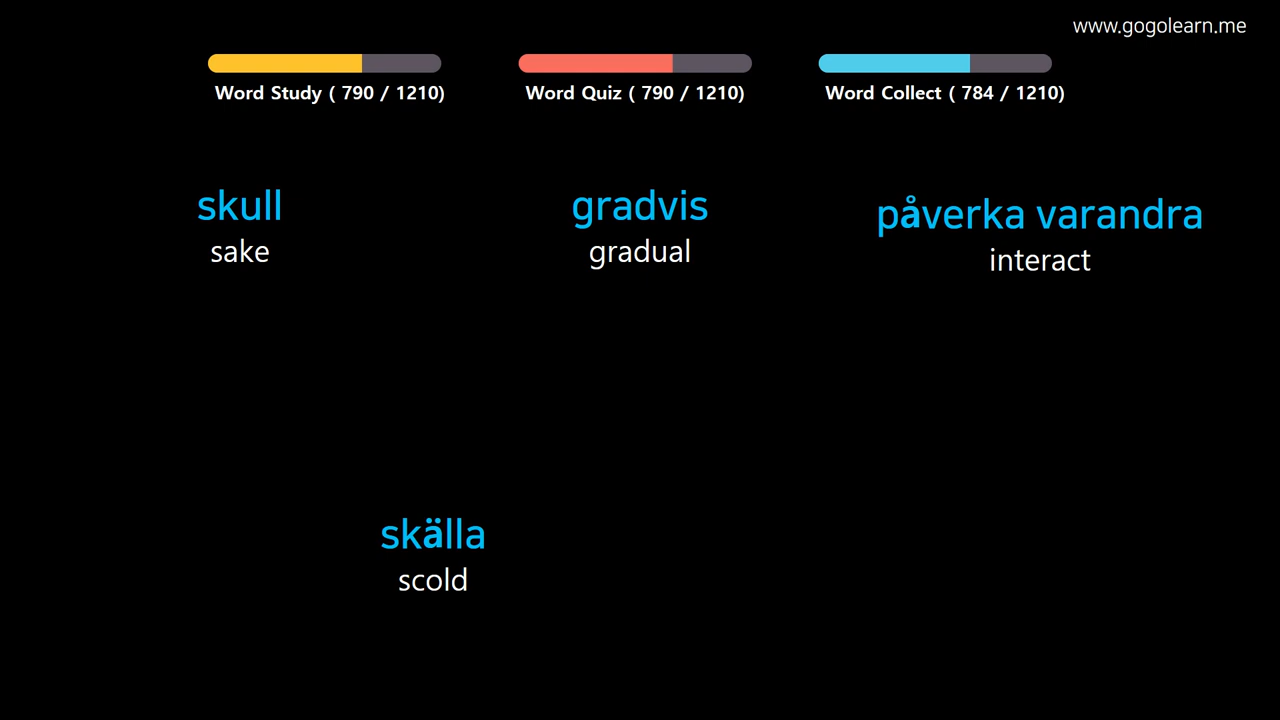 www.gogolearn.me
Word Study ( 790 / 1210)
Word Quiz ( 790 / 1210)
Word Collect ( 784 / 1210)
skull
sake
gradvis
gradual
påverka varandra
interact
skälla
scold